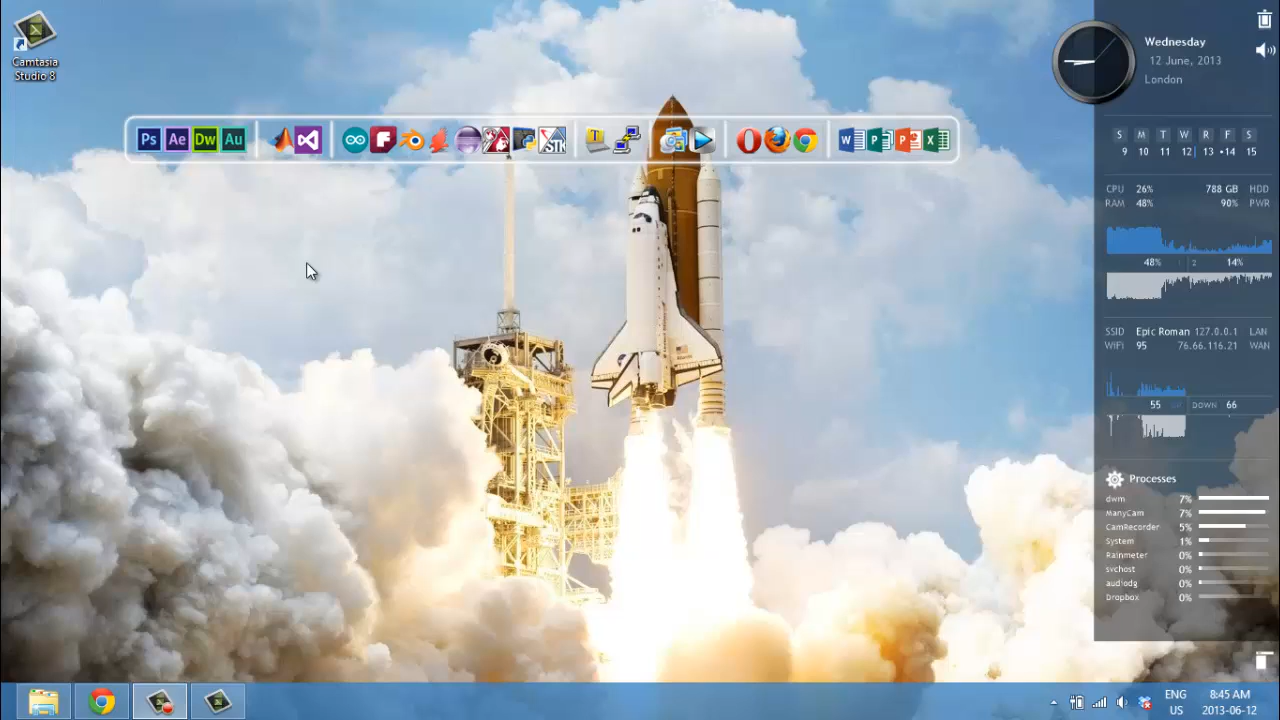 Camtasia
Studio 8
Ps Ae Dw Au
Wednesday
12 June, 2013
London
S M T W R F S
9 10 11 12 13 14 15
CPU 26% 788 GB HDD
RAM 48% 90% PWR
48% 1 2 14%
SSID Epic Roman 127.0.0.1 LAN
WiFi 95 76.66.116.21 WAN
55 UP DOWN 66
Processes
dwm 7%
ManyCam 7%
CamRecorder 5%
System 1%
Rainmeter 0%
svchost 0%
audiodg 0%
Dropbox 0%
ENG 8:45 AM
US 2013-06-12